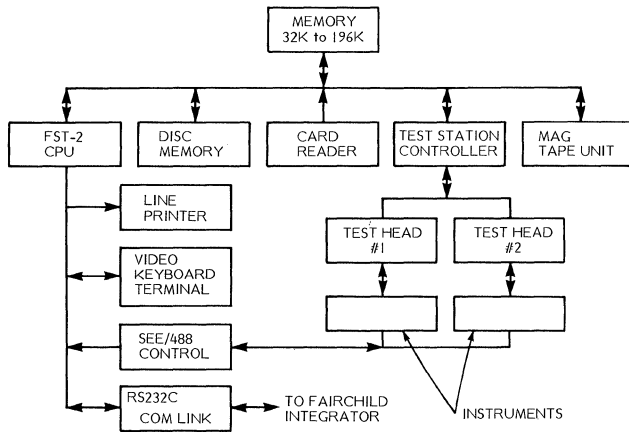 MEMORY
32K to 196K
FST-2
CPU
DISC
MEMORY
CARD
READER
TEST STATION
CONTROLLER
MAG
TAPE UNIT
LINE
PRINTER
VIDEO
KEYBOARD
TERMINAL
SEE/488
CONTROL
RS232C
COM LINK
TO FAIRCHILD
INTEGRATOR
TEST HEAD
#1
TEST HEAD
#2
INSTRUMENTS